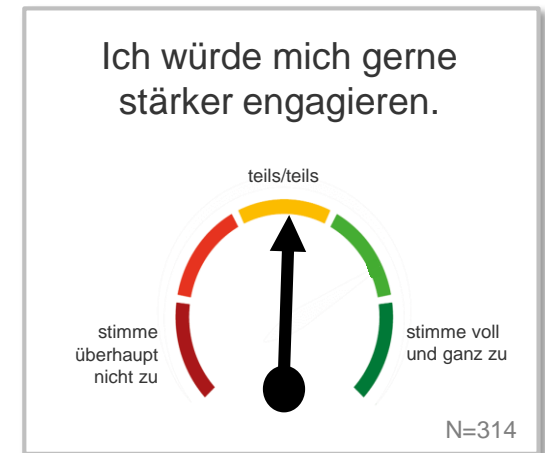 Ich würde mich gerne
stärker engagieren.
teils/teils
stimme
überhaupt
nicht zu
stimme voll
und ganz zu
N=314